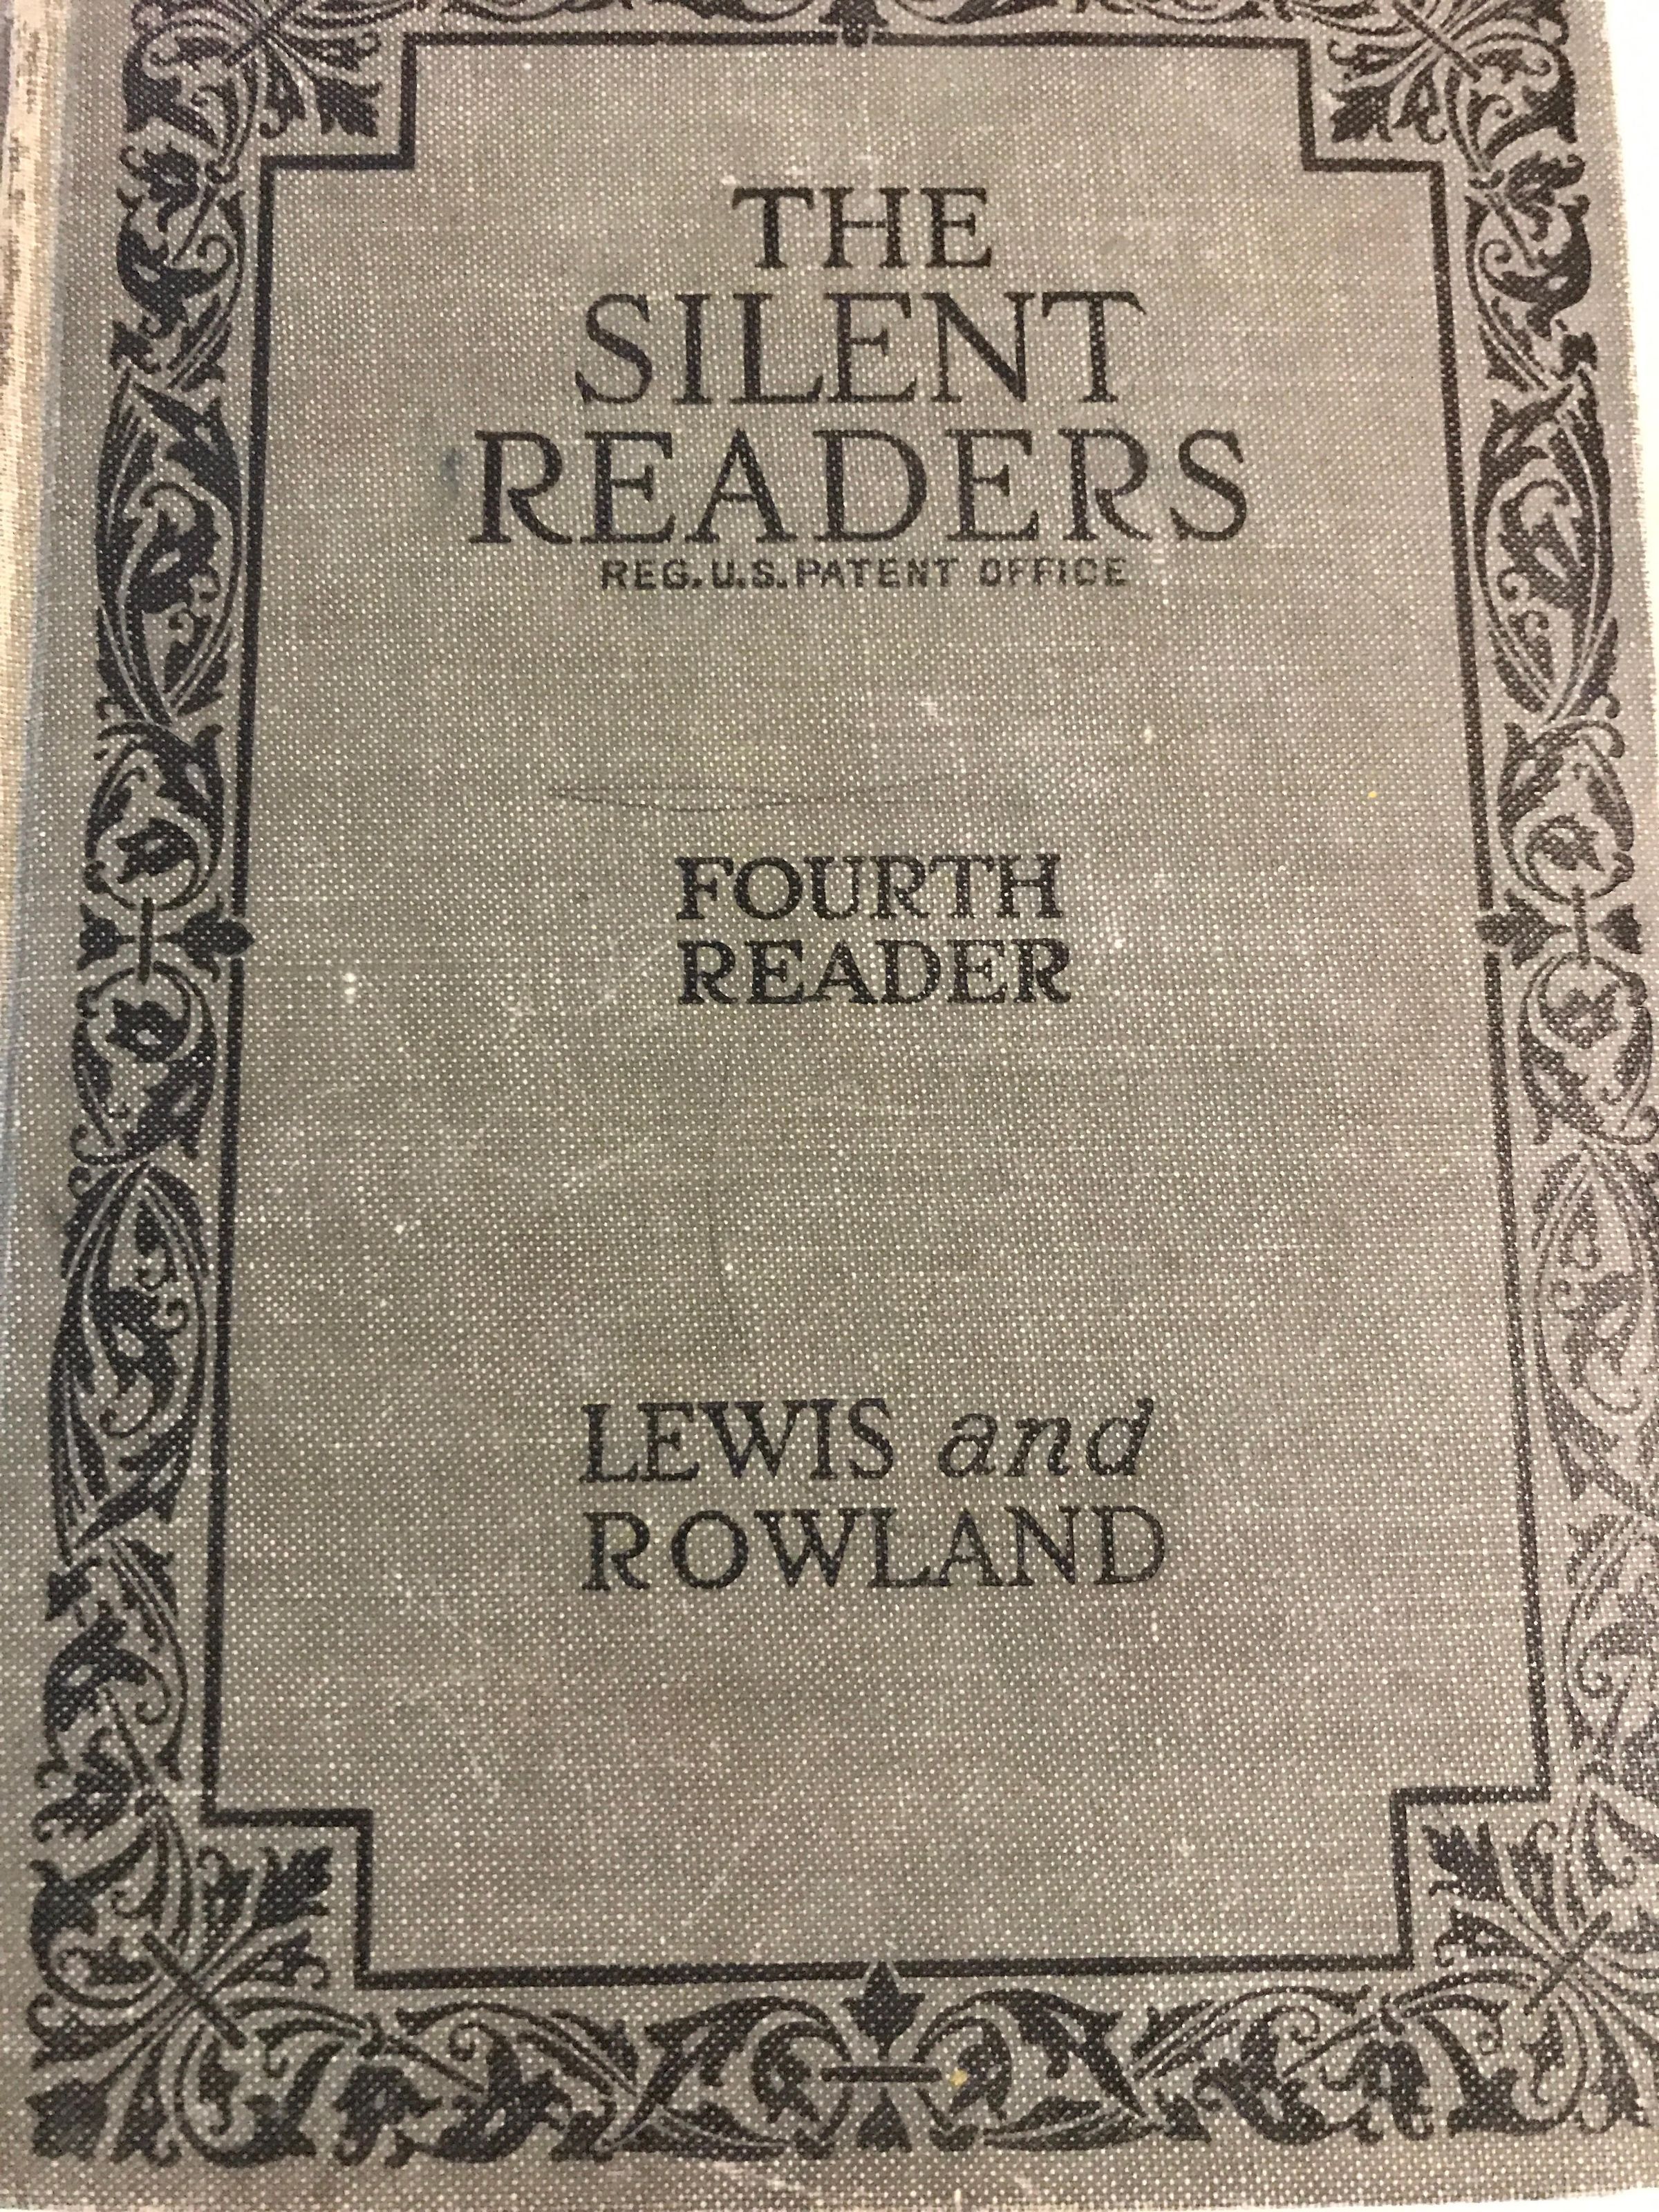 THE
SILENT
READERS
REG. U.S. PATENT OFFICE
FOURTH
READER
LEWIS and
ROWLAND